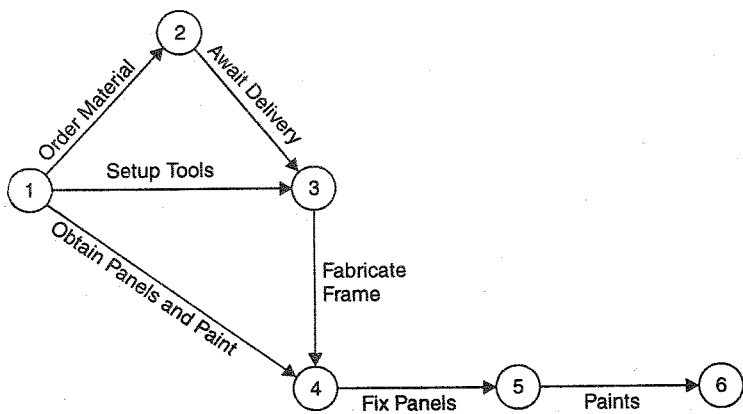 2
Order Material
Await Delivery
1
Setup Tools
3
Obtain Panels and Paint
Fabricate
Frame
4
Fix Panels
5
Paints
6